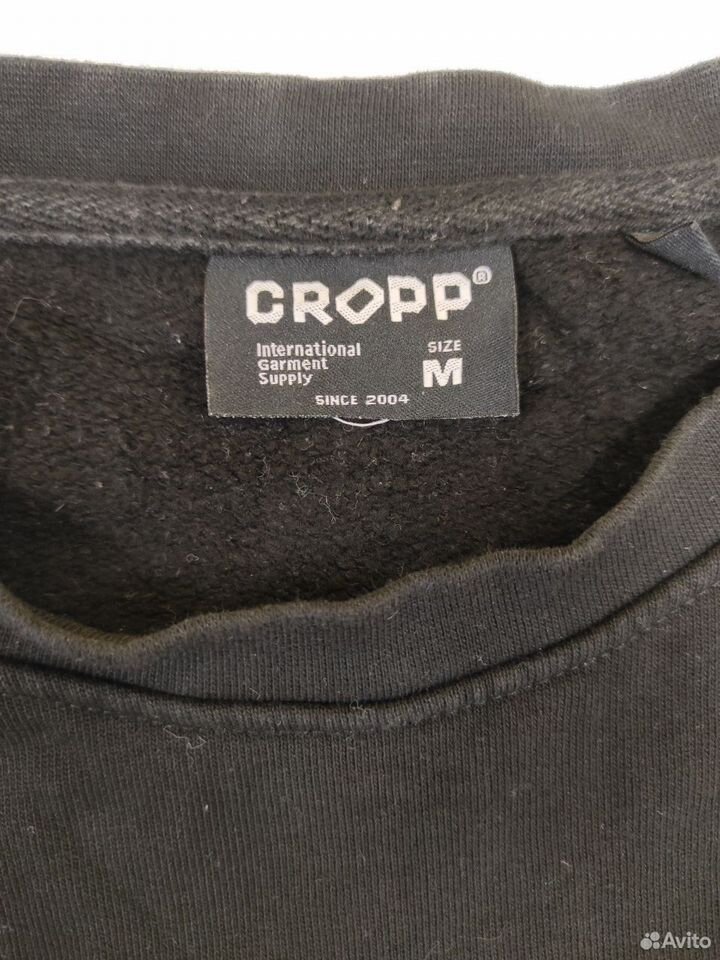 CROPP®
International
Garment
Supply
SIZE
M
SINCE 2004
Avito